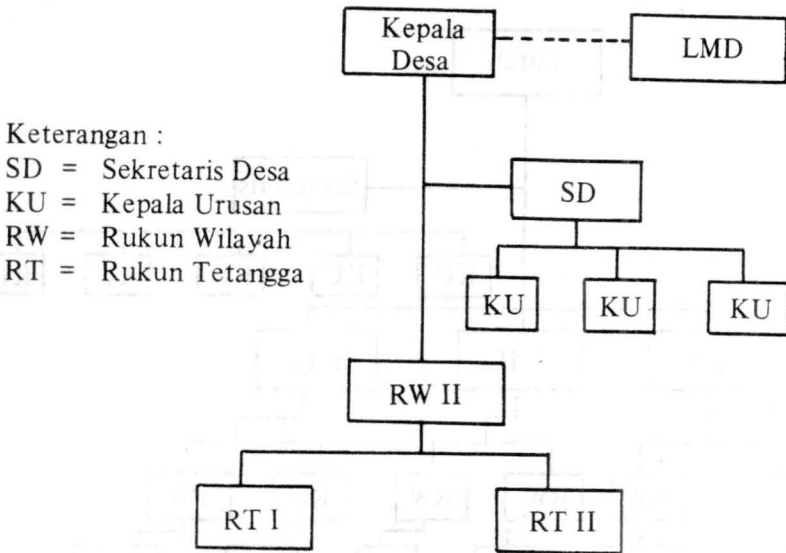 Kepala
Desa
LMD
Keterangan :
SD = Sekretaris Desa
KU = Kepala Urusan
RW = Rukun Wilayah
RT = Rukun Tetangga
SD
KU
KU
KU
RW II
RT I
RT II